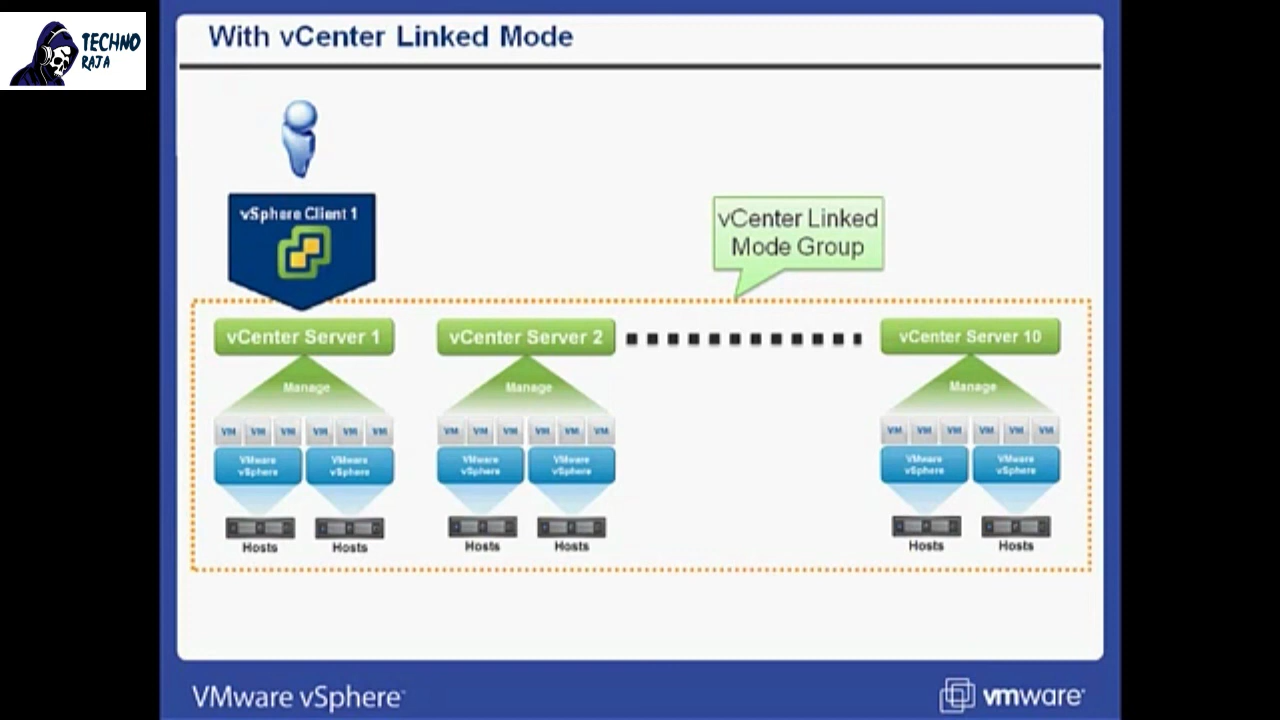 TECHNO
RAJA
With vCenter Linked Mode
vSphere Client 1
vCenter Linked
Mode Group
vCenter Server 1
vCenter Server 2
vCenter Server 10
Manage
Manage
Manage
VM VM VM VM VM VM
VM VM VM VM VM VM
VM VM VM VM VM VM
VMware
vSphere
VMware
vSphere
VMware
vSphere
VMware
vSphere
VMware
vSphere
VMware
vSphere
Hosts
Hosts
Hosts
Hosts
Hosts
Hosts
VMware vSphere™
vmware®